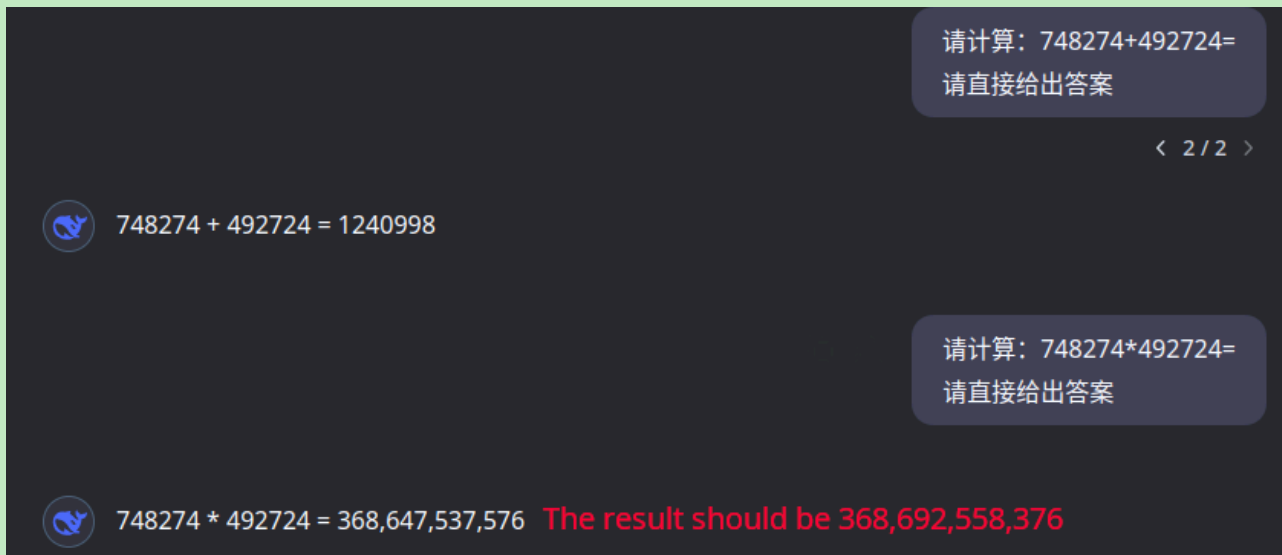 请计算：748274+492724=
请直接给出答案
< 2 / 2 >
748274 + 492724 = 1240998
请计算：748274*492724=
请直接给出答案
748274 * 492724 = 368,647,537,576 The result should be 368,692,558,376